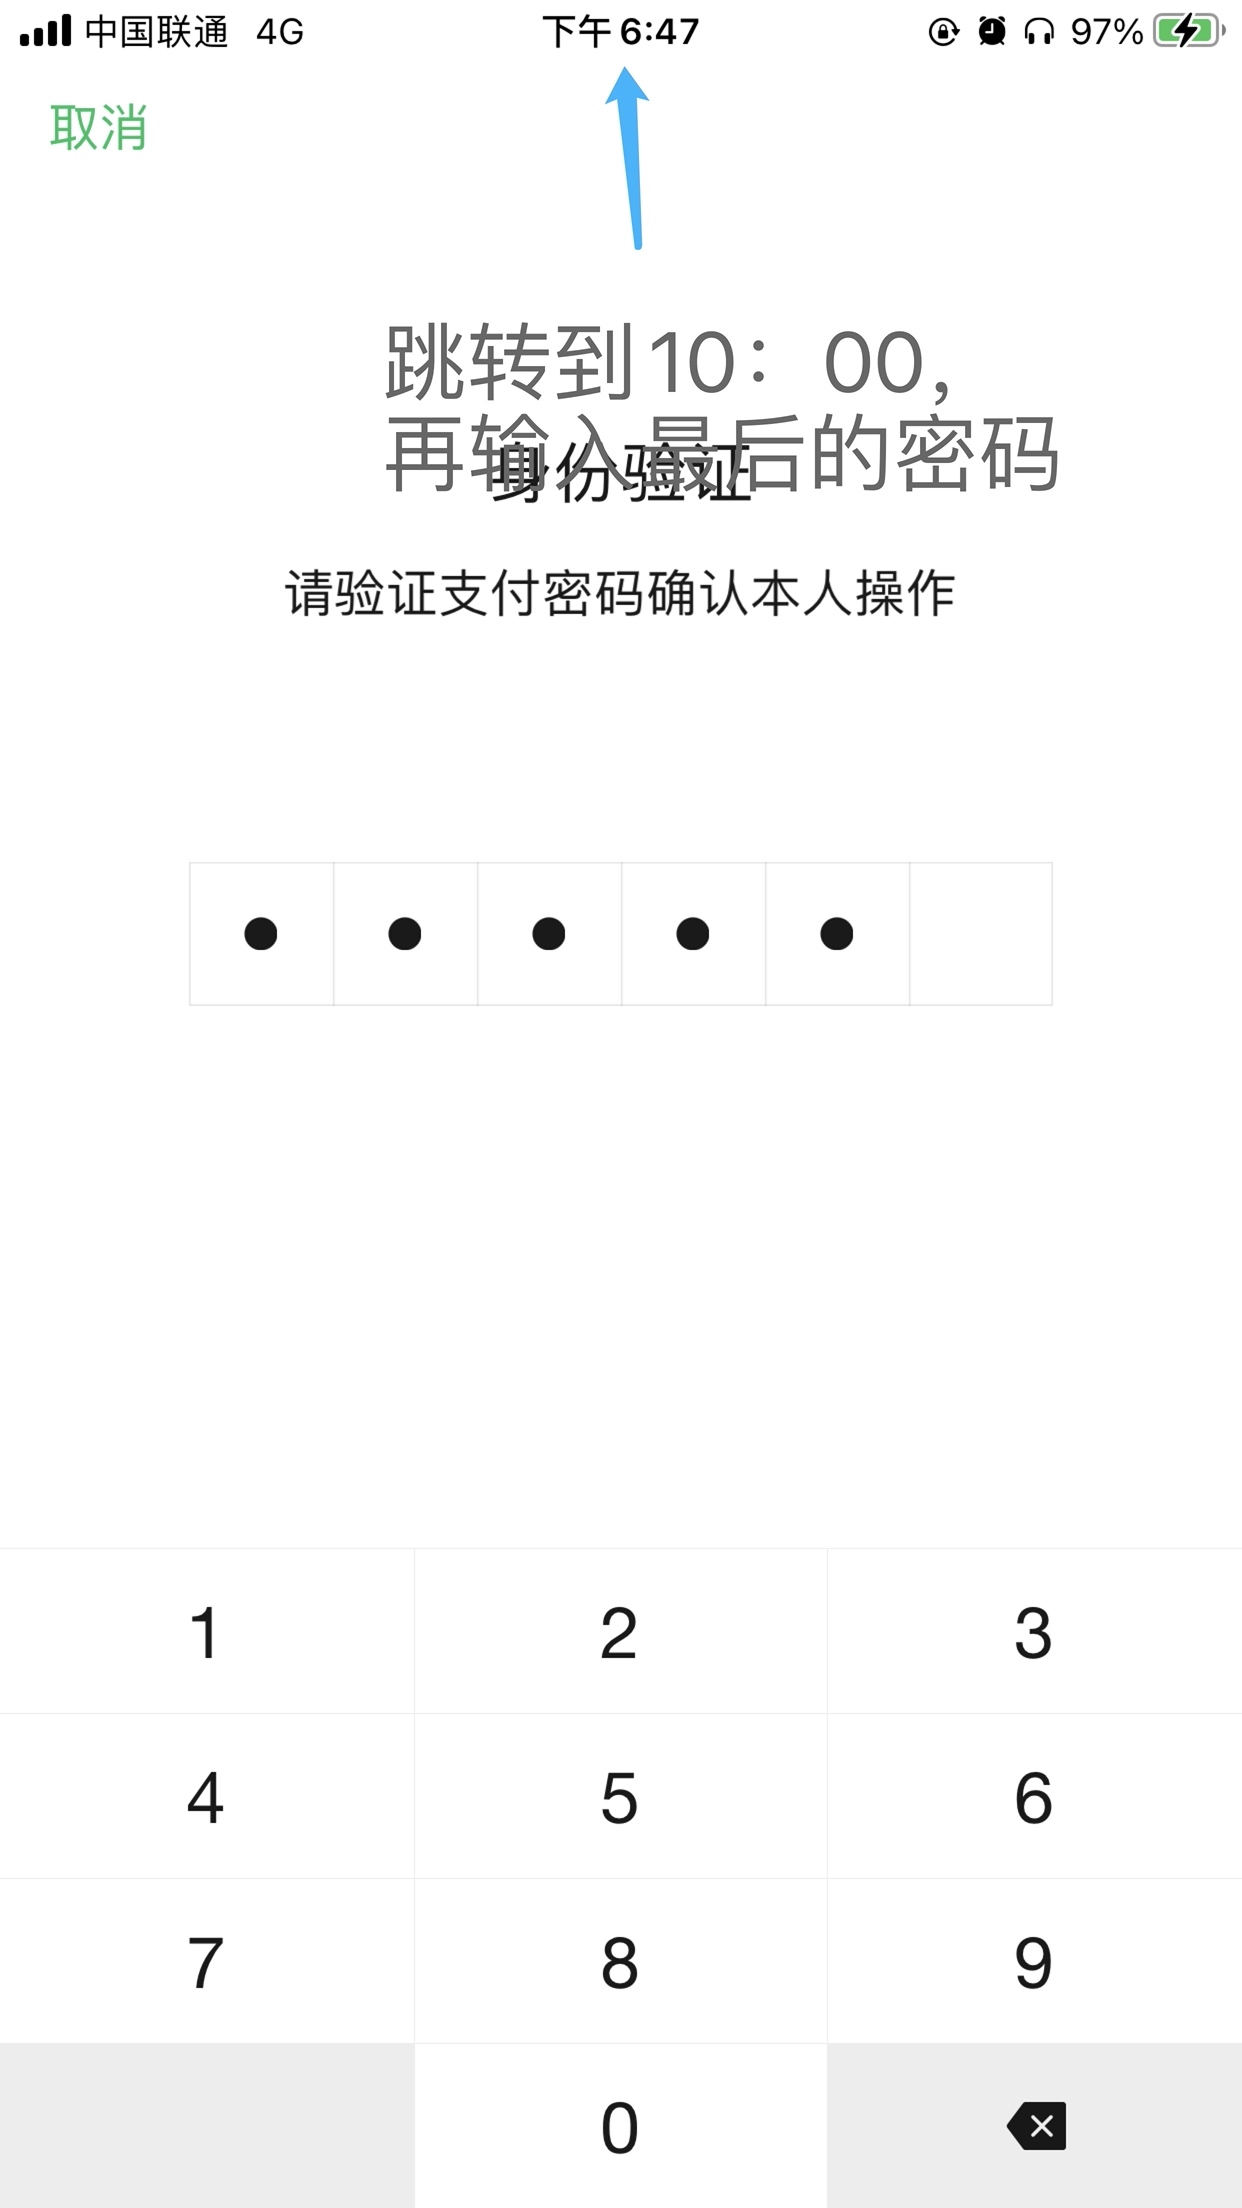 中国联通 4G 下午 6:47 97%
取消
跳转到10：00，
再输入最后的密码
身份验证
请验证支付密码确认本人操作
1 2 3
4 5 6
7 8 9
0